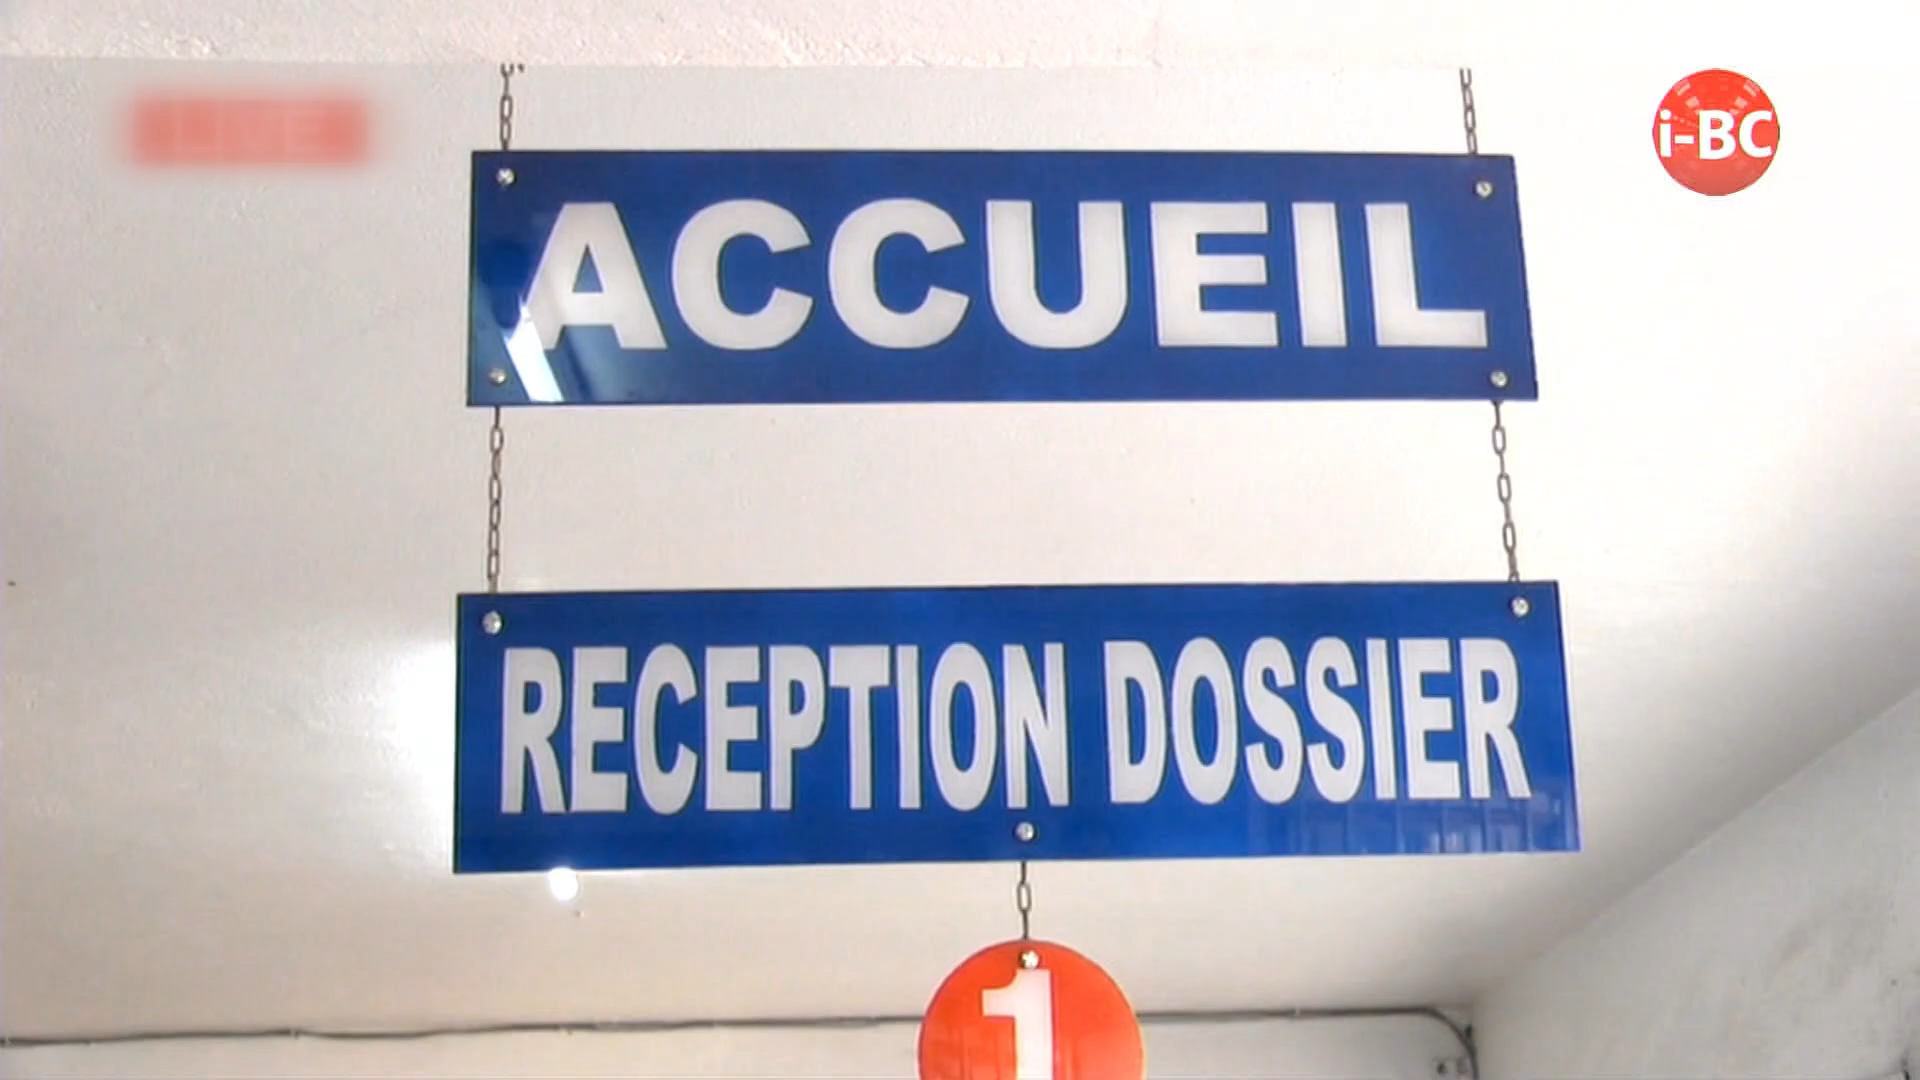 i-BC
ACCUEIL
RECEPTION DOSSIER
1